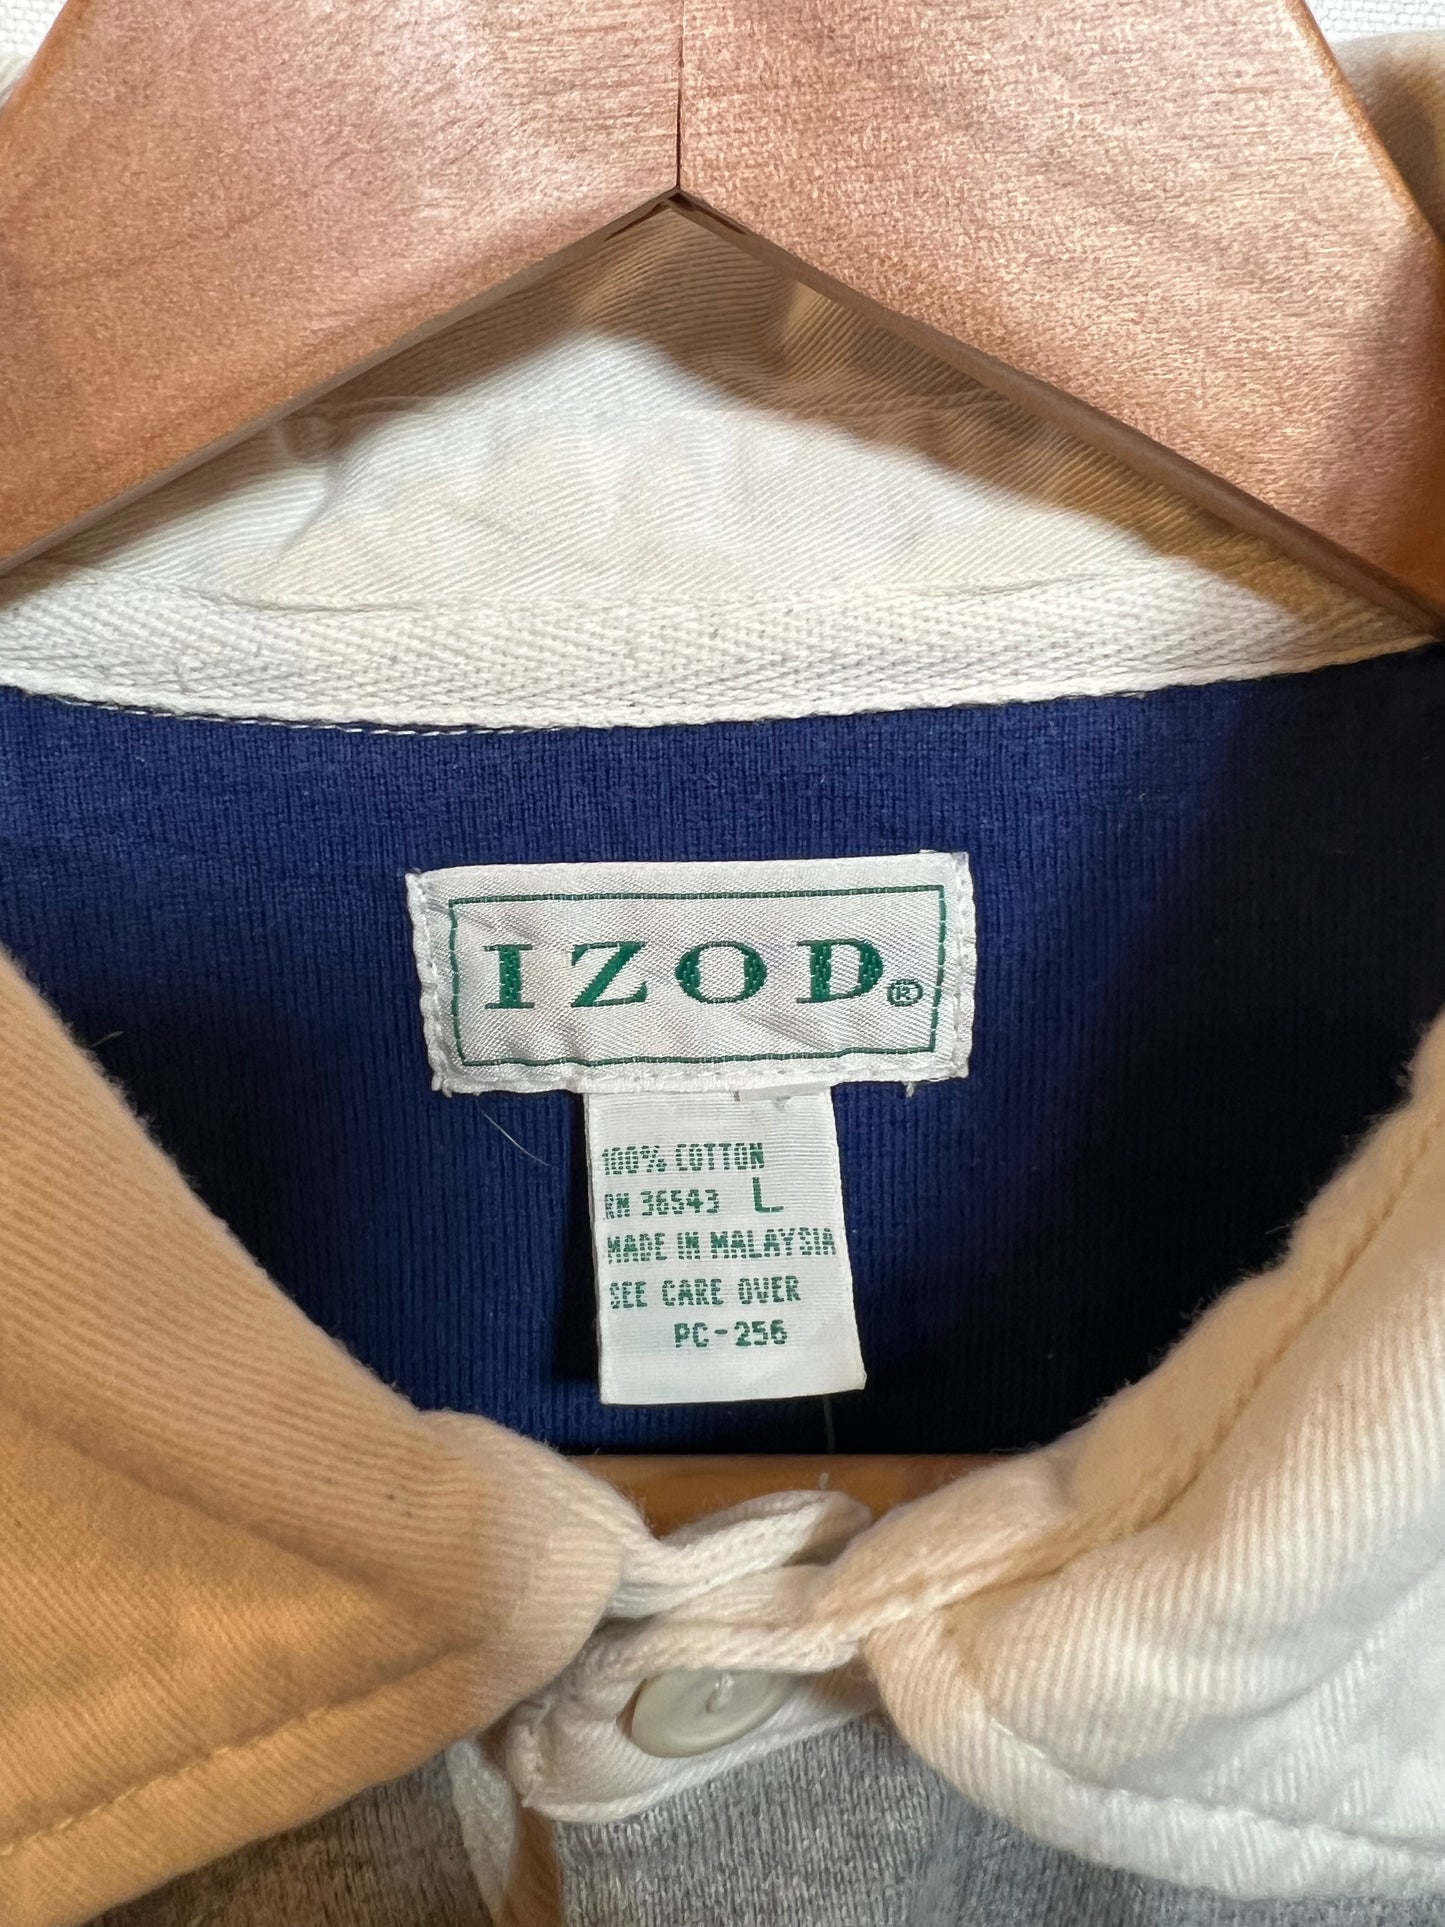 IZOD®
100% COTTON
RN 36543 L
MADE IN MALAYSIA
SEE CARE OVER
PC-256